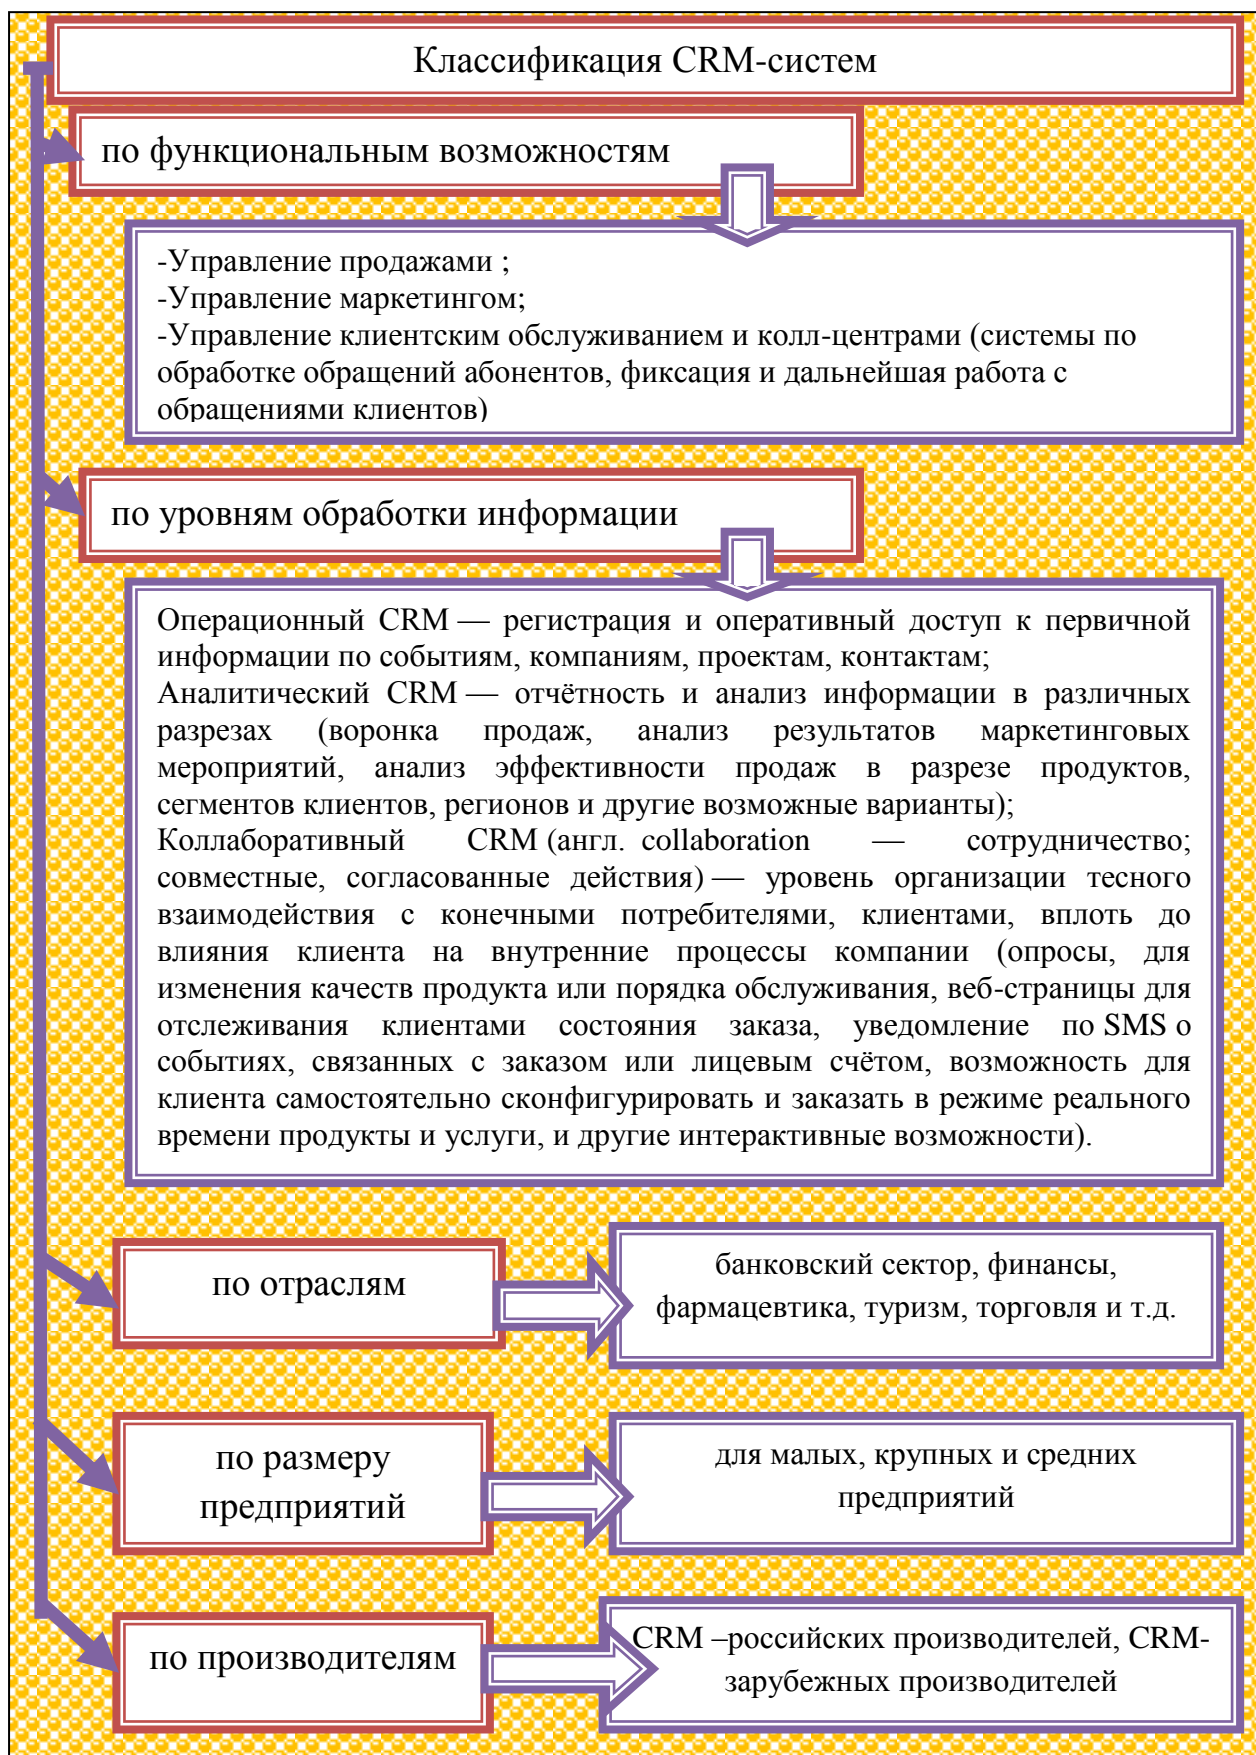 Классификация CRM-систем
по функциональным возможностям
-Управление продажами ;
-Управление маркетингом;
-Управление клиентским обслуживанием и колл-центрами (системы по
обработке обращений абонентов, фиксация и дальнейшая работа с
обращениями клиентов)
по уровням обработки информации
Операционный CRM — регистрация и оперативный доступ к первичной
информации по событиям, компаниям, проектам, контактам;
Аналитический CRM — отчётность и анализ информации в различных
разрезах (воронка продаж, анализ результатов маркетинговых
мероприятий, анализ эффективности продаж в разрезе продуктов,
сегментов клиентов, регионов и другие возможные варианты);
Коллаборативный CRM (англ. collaboration — сотрудничество;
совместные, согласованные действия) — уровень организации тесного
взаимодействия с конечными потребителями, клиентами, вплоть до
влияния клиента на внутренние процессы компании (опросы, для
изменения качеств продукта или порядка обслуживания, веб-страницы для
отслеживания клиентами состояния заказа, уведомление по SMS о
событиях, связанных с заказом или лицевым счётом, возможность для
клиента самостоятельно сконфигурировать и заказать в режиме реального
времени продукты и услуги, и другие интерактивные возможности).
по отраслям
банковский сектор, финансы,
фармацевтика, туризм, торговля и т.д.
по размеру
предприятий
для малых, крупных и средних
предприятий
по производителям
CRM –российских производителей, CRM-
зарубежных производителей